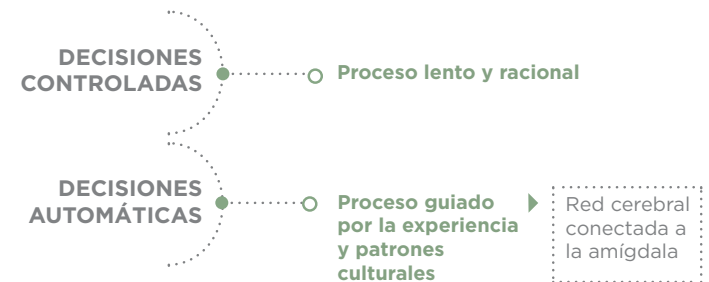 DECISIONES
CONTROLADAS
Proceso lento y racional
DECISIONES
AUTOMÁTICAS
Proceso guiado
por la experiencia
y patrones
culturales
Red cerebral
conectada a
la amígdala